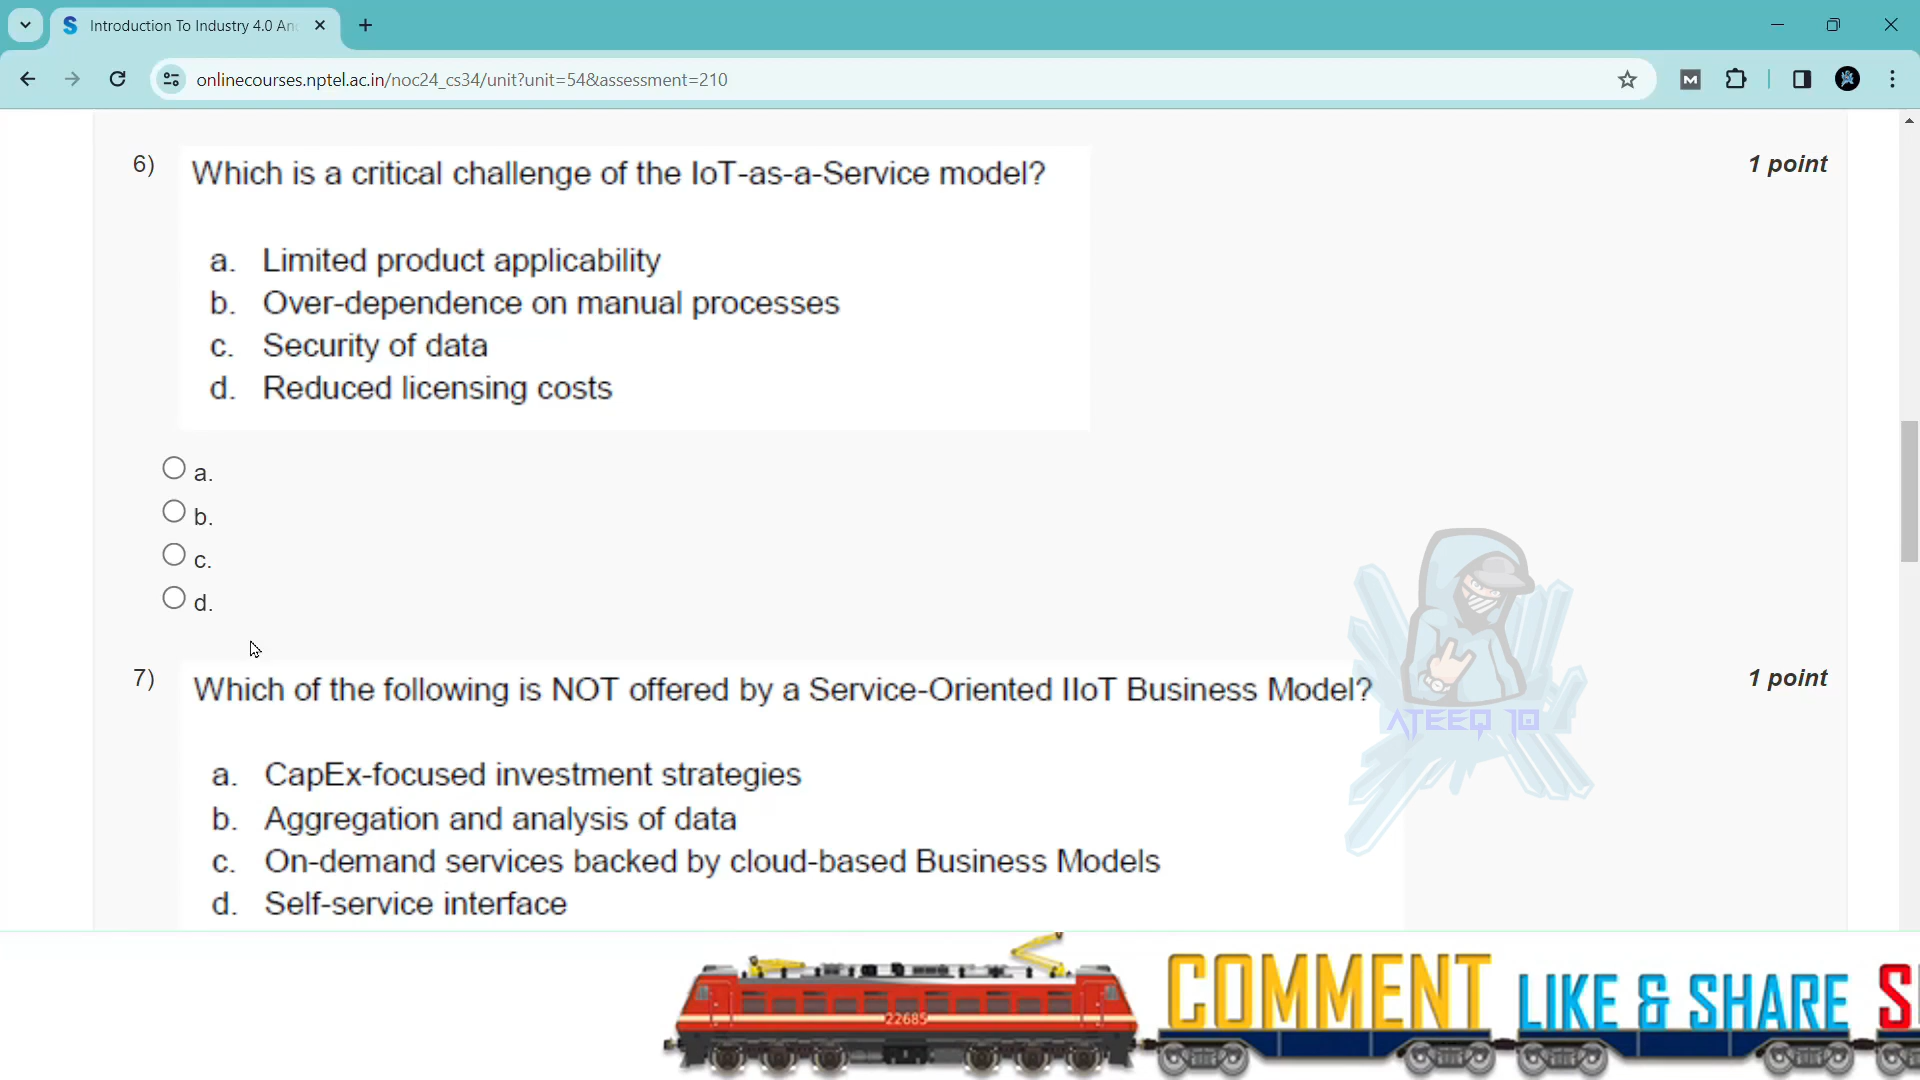 Introduction To Industry 4.0 An
onlinecourses.nptel.ac.in/noc24_cs34/unit?unit=54&assessment=210
6)
Which is a critical challenge of the IoT-as-a-Service model?
1 point
a. Limited product applicability
b. Over-dependence on manual processes
c. Security of data
d. Reduced licensing costs
a.
b.
c.
d.
7)
Which of the following is NOT offered by a Service-Oriented IIoT Business Model?
1 point
ATEEQ 10
a. CapEx-focused investment strategies
b. Aggregation and analysis of data
c. On-demand services backed by cloud-based Business Models
d. Self-service interface
22685
COMMENT LIKE & SHARE S